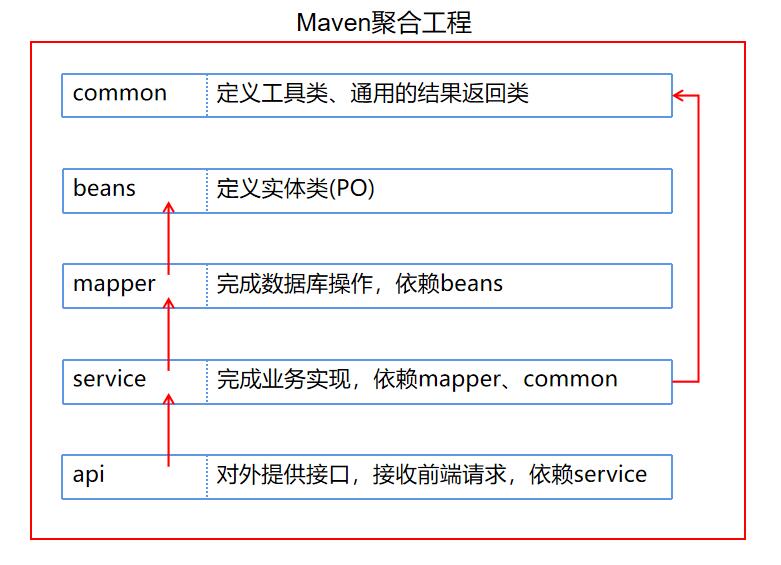 Maven聚合工程
common 定义工具类、通用的结果返回类
beans 定义实体类(PO)
mapper 完成数据库操作，依赖beans
service 完成业务实现，依赖mapper、common
api 对外提供接口，接收前端请求，依赖service